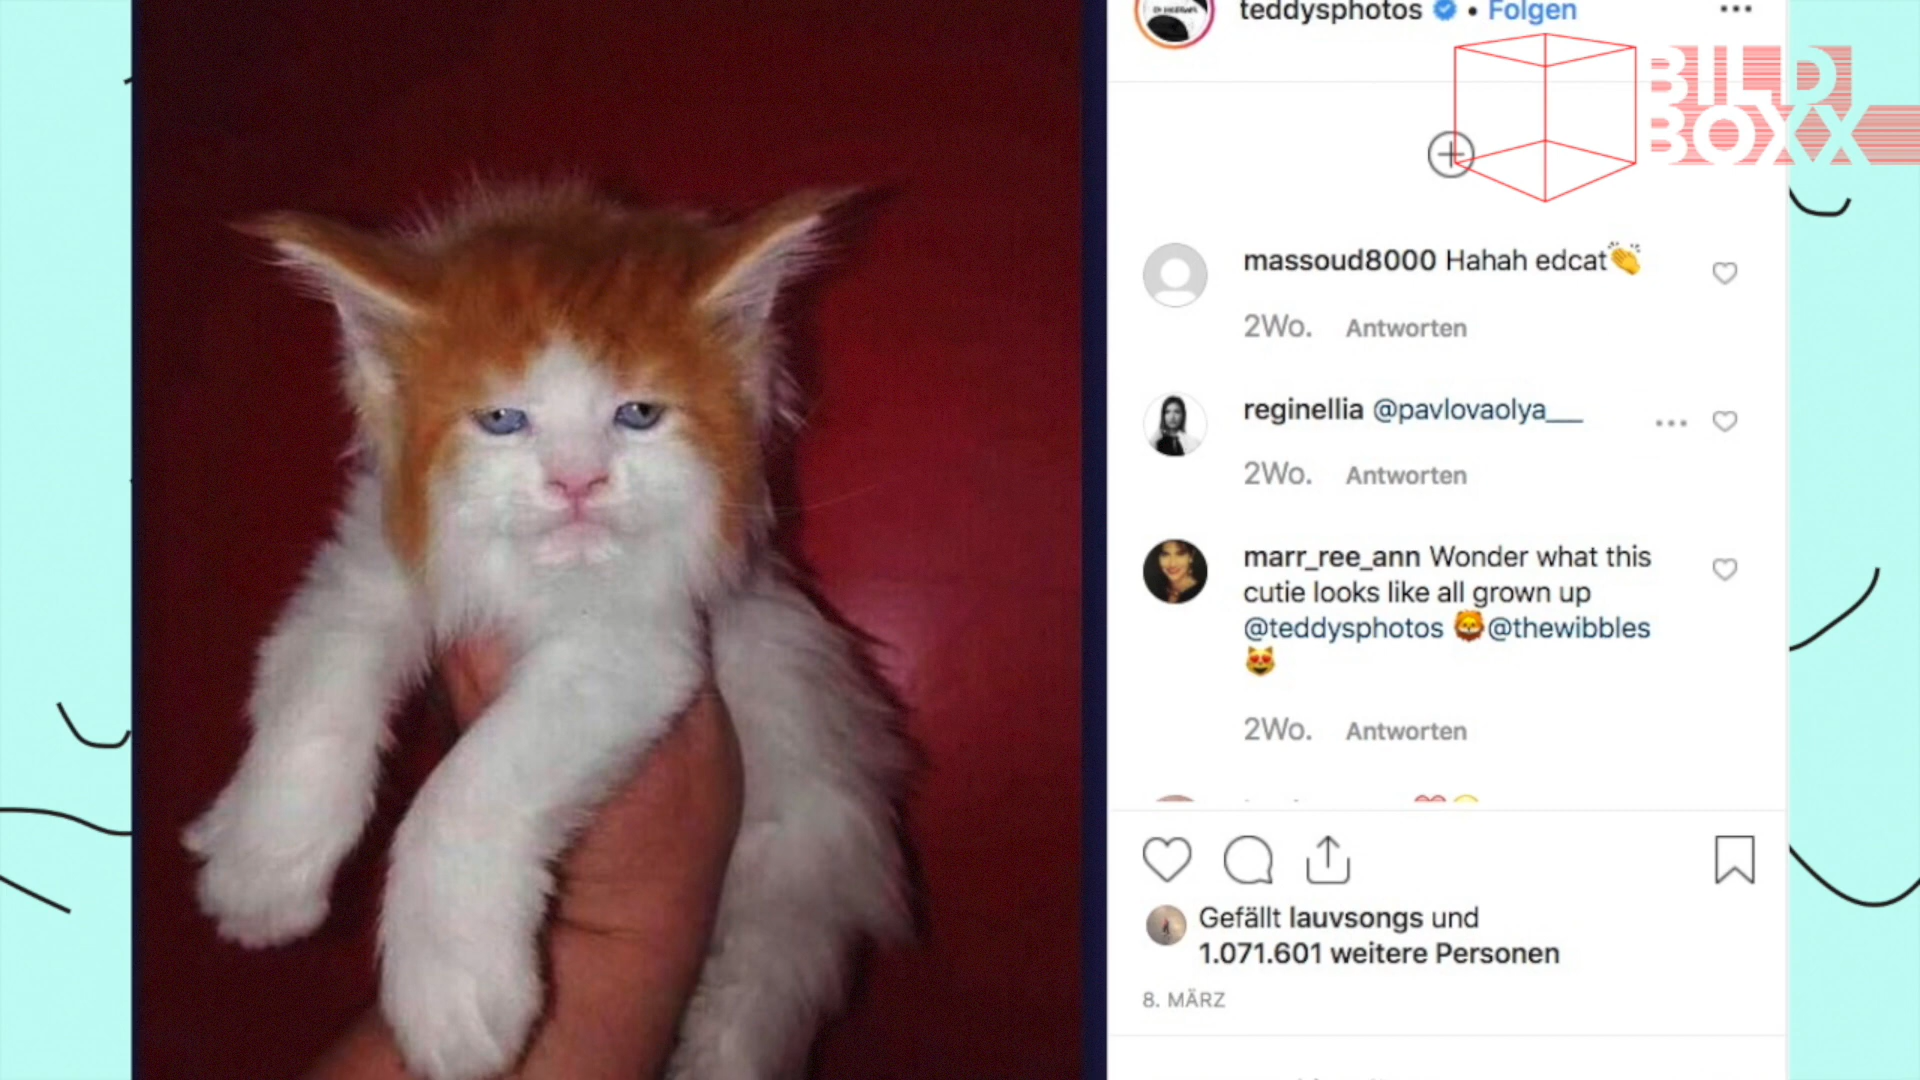 teddysphotos • Folgen
BILD
BOXX
massoud8000 Hahah edcat👏
2Wo. Antworten
reginellia @pavlovaolya___
2Wo. Antworten
marr_ree_ann Wonder what this
cutie looks like all grown up
@teddysphotos 🦁@thewibbles
😻
2Wo. Antworten
Gefällt lauvsongs und
1.071.601 weitere Personen
8. MÄRZ